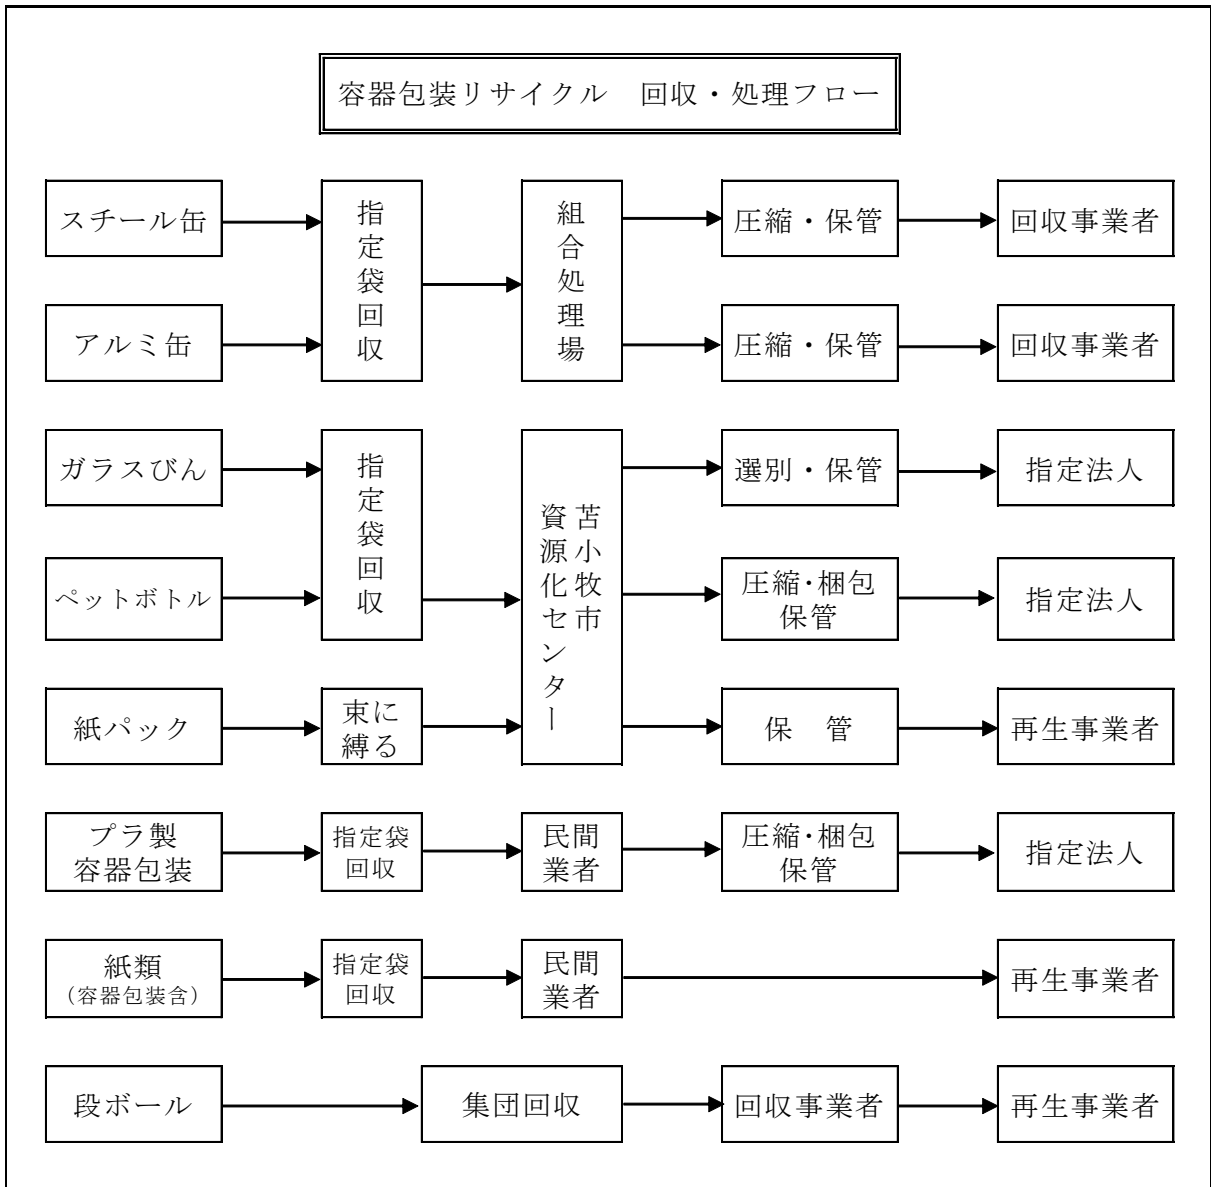 容器包装リサイクル　回収・処理フロー
スチール缶
アルミ缶
指定袋回収
組合処理場
圧縮・保管
回収事業者
圧縮・保管
回収事業者
ガラスびん
ペットボトル
指定袋回収
紙パック
束に
縛る
苫小牧市
資源化センター
選別・保管
指定法人
圧縮・梱包
保管
指定法人
保　管
再生事業者
プラ製
容器包装
指定袋
回収
民間
業者
圧縮・梱包
保管
指定法人
紙類
（容器包装含）
指定袋
回収
民間
業者
再生事業者
段ボール
集団回収
回収事業者
再生事業者